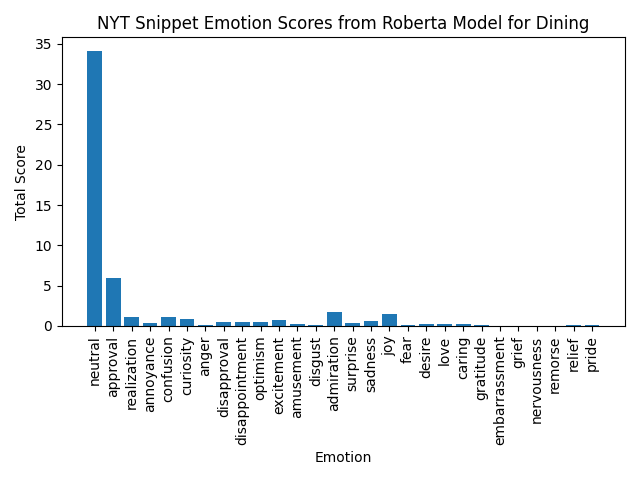 NYT Snippet Emotion Scores from Roberta Model for Dining
35
30
25
20
15
10
5
0
Total Score
neutral
approval
realization
annoyance
confusion
curiosity
anger
disapproval
disappointment
optimism
excitement
amusement
disgust
admiration
surprise
sadness
joy
fear
desire
love
caring
gratitude
embarrassment
grief
nervousness
remorse
relief
pride
Emotion